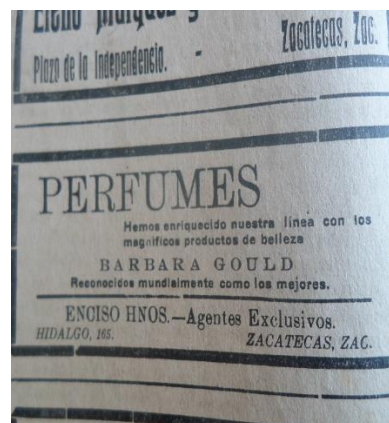 Zacatecas, Zac.
Plaza de la Independencia. -
PERFUMES
Hemos enriquecido nuestra linea con los
magníficos productos de belleza
BARBARA GOULD
Reconocidos mundialmente como los mejores.
ENCISO HNOS.—Agentes Exclusivos.
HIDALGO, 165.
ZACATECAS, ZAC.